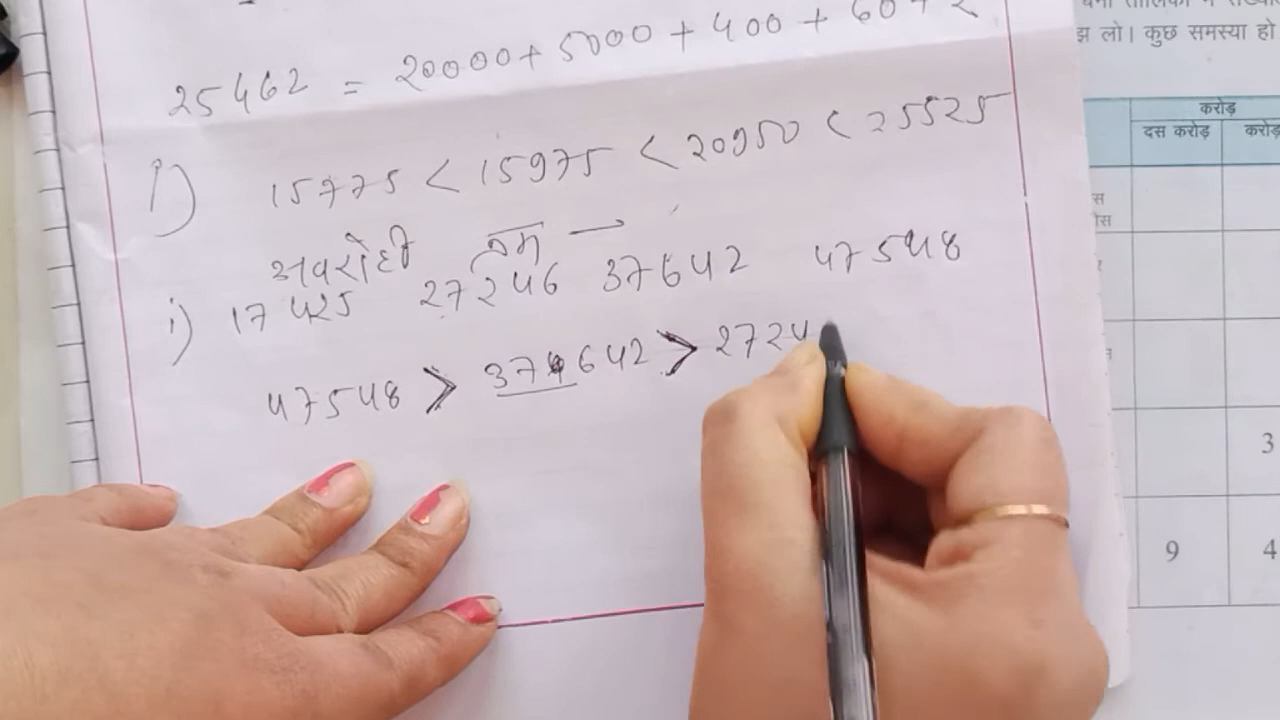 25462 = 20000 + 5000 + 400 + 60 + 2
i) 15775 < 15975 < 20950 < 25525
अवरोही क्रम →
i) 17425 27246 37642 47548
47548 > 37642 > 2724
झ लो। कुछ समस्या हो
करोड़
दस करोड़ करोड़
3
9 4